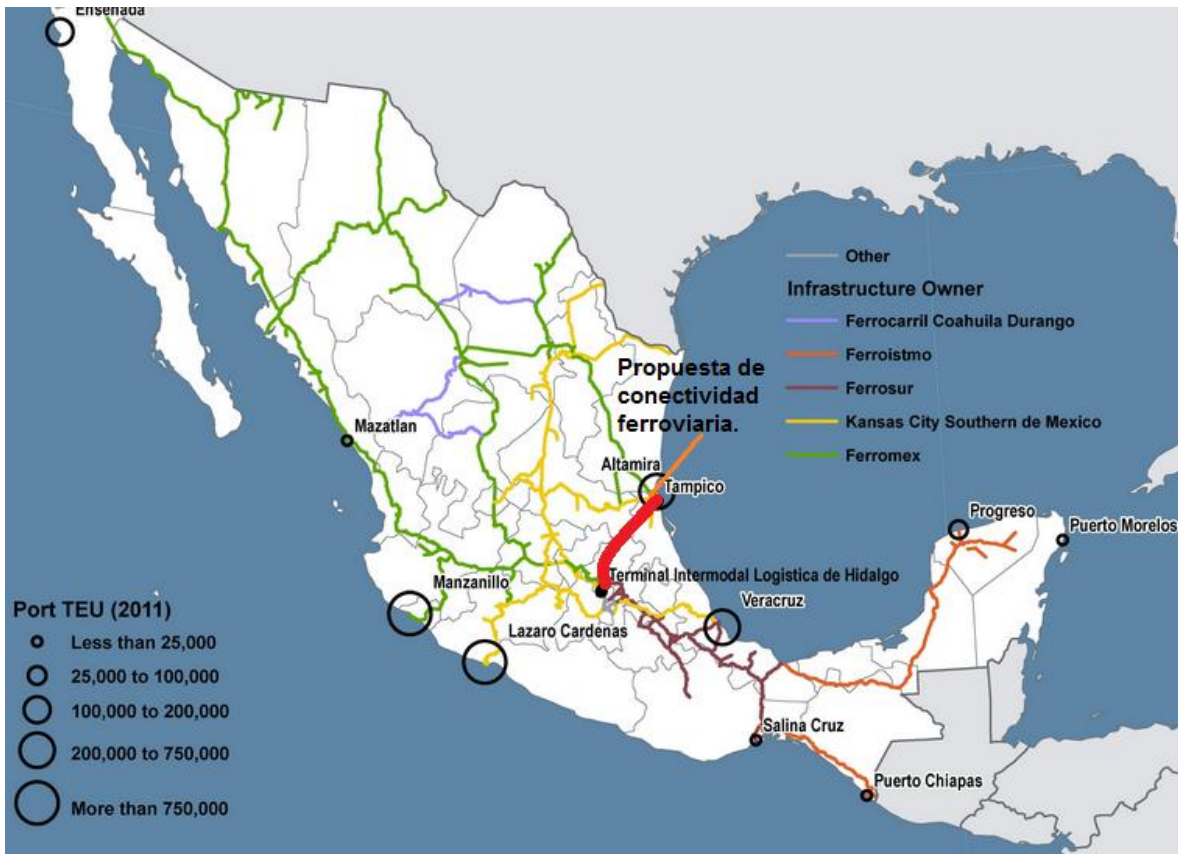 Ensenada
Other
Infrastructure Owner
Ferrocarril Coahuila Durango
Ferroistmo
Ferrosur
Kansas City Southern de Mexico
Ferromex
Propuesta de
conectividad
ferroviaria.
Mazatlan
Altamira
Tampico
Progreso
Puerto Morelos
Terminal Intermodal Logistica de Hidalgo
Manzanillo
Veracruz
Lazaro Cardenas
Salina Cruz
Puerto Chiapas
Port TEU (2011)
Less than 25,000
25,000 to 100,000
100,000 to 200,000
200,000 to 750,000
More than 750,000